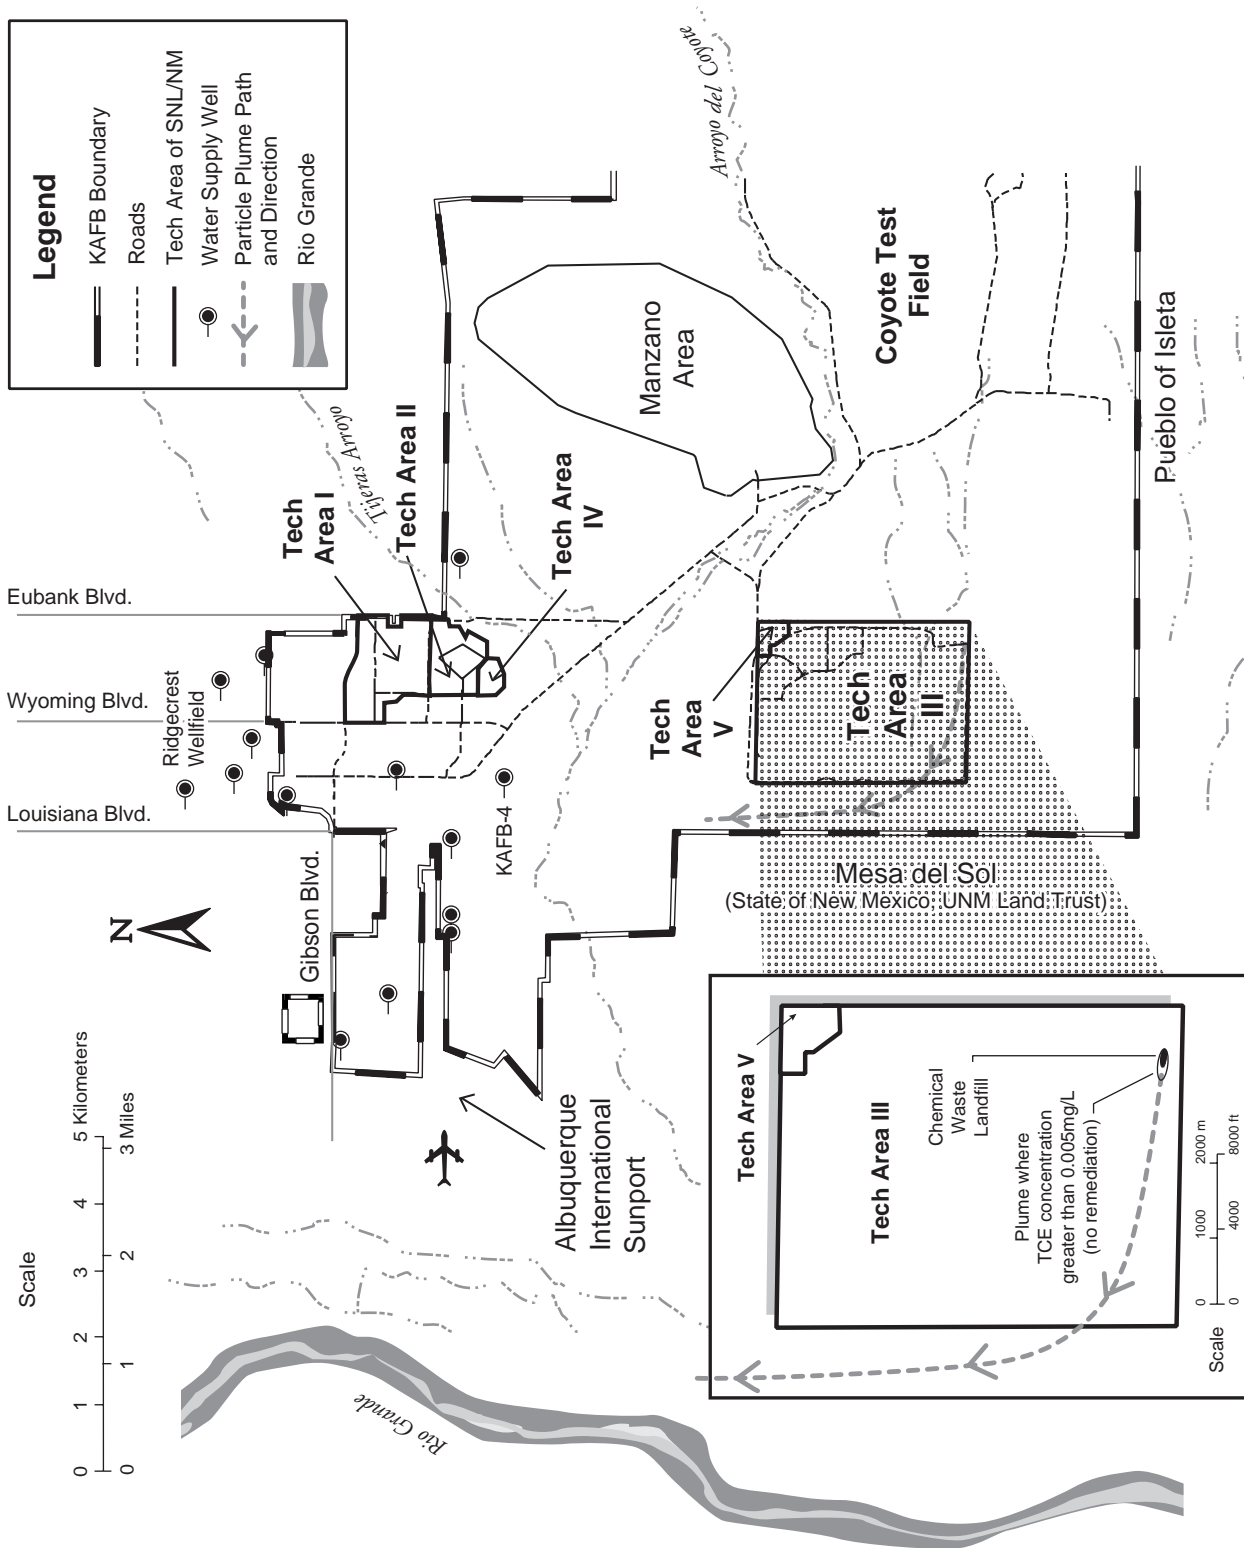 Legend
KAFB Boundary
Roads
Tech Area of SNL/NM
Water Supply Well
Particle Plume Path
and Direction
Rio Grande
Scale
0
1
2
3
4
5 Kilometers
0
1
2
3 Miles
N
Gibson Blvd.
Louisiana Blvd.
Wyoming Blvd.
Eubank Blvd.
Ridgecrest
Wellfield
Tech
Area I
Tijeras Arroyo
Tech Area II
Tech Area
IV
KAFB-4
Albuquerque
International
Sunport
Rio Grande
Manzano
Area
Arroyo del Coyote
Coyote Test
Field
Tech
Area
V
Tech
Area
III
Mesa del Sol
(State of New Mexico, UNM Land Trust)
Pueblo of Isleta
Tech Area V
Tech Area III
Chemical
Waste
Landfill
Plume where
TCE concentration
greater than 0.005mg/L
(no remediation)
Scale
0
1000
2000 m
0
4000
8000 ft